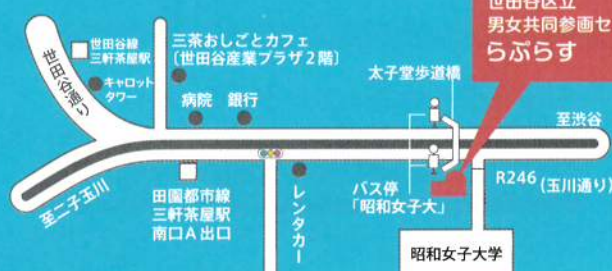 世田谷区立
男女共同参画セ
らぷらす
世田谷線
三軒茶屋駅
三茶おしごとカフェ
〔世田谷産業プラザ2階〕
キャロット
タワー
世田谷通り
病院
銀行
太子堂歩道橋
至渋谷
至二子玉川
田園都市線
三軒茶屋駅
南口A出口
レンタカー
バス停
「昭和女子大」
R246 (玉川通り)
昭和女子大学